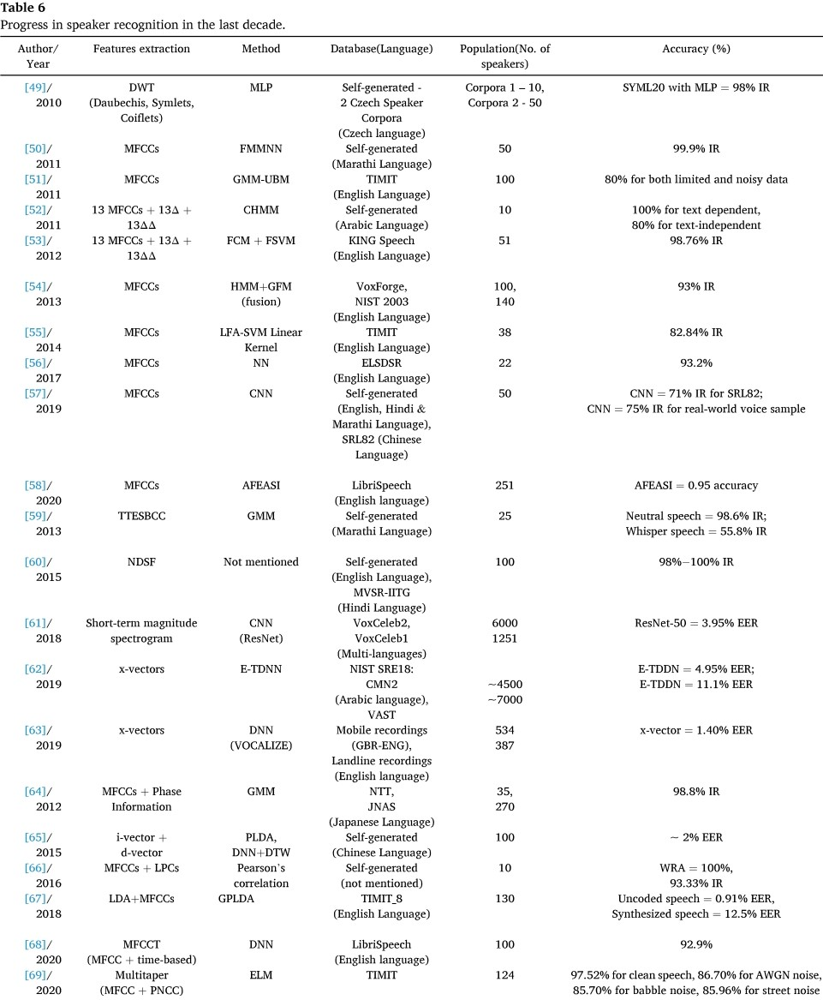 Table 6
Progress in speaker recognition in the last decade.
Author/ Year	Features extraction	Method	Database(Language)	Population(No. of speakers)	Accuracy (%)
[49]/	DWT	MLP	Self-generated -	Corpora 1 – 10,	SYML20 with MLP = 98% IR
2010	(Daubechis, Symlets,	2 Czech Speaker	Corpora 2 - 50
Coiflets)	Corpora
(Czech language)
[50]/	MFCCs	FMMNN	Self-generated	50	99.9% IR
2011	(Marathi Language)
[51]/	MFCCs	GMM-UBM	TIMIT	100	80% for both limited and noisy data
2011	(English Language)
[52]/	13 MFCCs + 13Δ +	CHMM	Self-generated	10	100% for text dependent,
2011	13ΔΔ	(Arabic Language)	80% for text-independent
[53]/	13 MFCCs + 13Δ +	FCM + FSVM	KING Speech	51	98.76% IR
2012	13ΔΔ	(English Language)
[54]/	MFCCs	HMM+GFM	VoxForge,	100,	93% IR
2013	(fusion)	NIST 2003	140
(English Language)
[55]/	MFCCs	LFA-SVM Linear	TIMIT	38	82.84% IR
2014	Kernel	(English Language)
[56]/	MFCCs	NN	ELSDSR	22	93.2%
2017	(English Language)
[57]/	MFCCs	CNN	Self-generated	50	CNN = 71% IR for SRL82;
2019	(English, Hindi &	CNN = 75% IR for real-world voice sample
Marathi Language),
SRL82 (Chinese
Language)
[58]/	MFCCs	AFEASI	LibriSpeech	251	AFEASI = 0.95 accuracy
2020	(English language)
[59]/	TTESBCC	GMM	Self-generated	25	Neutral speech = 98.6% IR;
2013	(Marathi Language)	Whisper speech = 55.8% IR
[60]/	NDSF	Not mentioned	Self-generated	100	98%–100% IR
2015	(English Language),
MVSR-IITG
(Hindi Language)
[61]/	Short-term magnitude	CNN	VoxCeleb2,	6000	ResNet-50 = 3.95% EER
2018	spectrogram	(ResNet)	VoxCeleb1	1251
(Multi-languages)
[62]/	x-vectors	E-TDNN	NIST SRE18:	E-TDDN = 4.95% EER;
2019	CMN2	~4500	E-TDDN = 11.1% EER
(Arabic language),	~7000
VAST
[63]/	x-vectors	DNN	Mobile recordings	534	x-vector = 1.40% EER
2019	(VOCALIZE)	(GBR-ENG),	387
Landline recordings
(English language)
[64]/	MFCCs + Phase	GMM	NTT,	35,	98.8% IR
2012	Information	JNAS	270
(Japanese Language)
[65]/	i-vector +	PLDA,	Self-generated	100	~ 2% EER
2015	d-vector	DNN+DTW	(Chinese Language)
[66]/	MFCCs + LPCs	Pearson's	Self-generated	10	WRA = 100%,
2016	correlation	(not mentioned)	93.33% IR
[67]/	LDA+MFCCs	GPLDA	TIMIT_8	130	Uncoded speech = 0.91% EER,
2018	(English Language)	Synthesized speech = 12.5% EER
[68]/	MFCCT	DNN	LibriSpeech	100	92.9%
2020	(MFCC + time-based)	(English language)
[69]/	Multitaper	ELM	TIMIT	124	97.52% for clean speech, 86.70% for AWGN noise,
2020	(MFCC + PNCC)	85.70% for babble noise, 85.96% for street noise